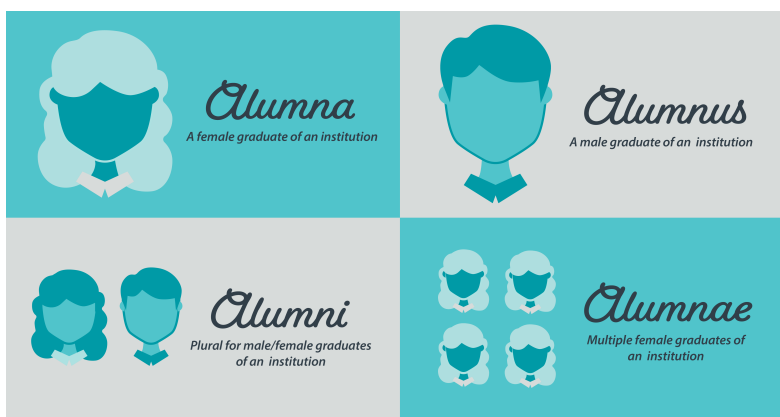 Alumna
A female graduate of an institution
Alumnus
A male graduate of an institution
Alumni
Plural for male/female graduates
of an institution
Alumnae
Multiple female graduates of
an institution